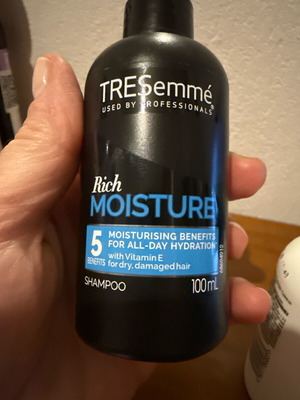 TRESemmé®
USED BY PROFESSIONALS
Rich
MOISTURE
5
BENEFITS
MOISTURISING BENEFITS
FOR ALL-DAY HYDRATION
with Vitamin E
for dry, damaged hair
SHAMPOO
100mL